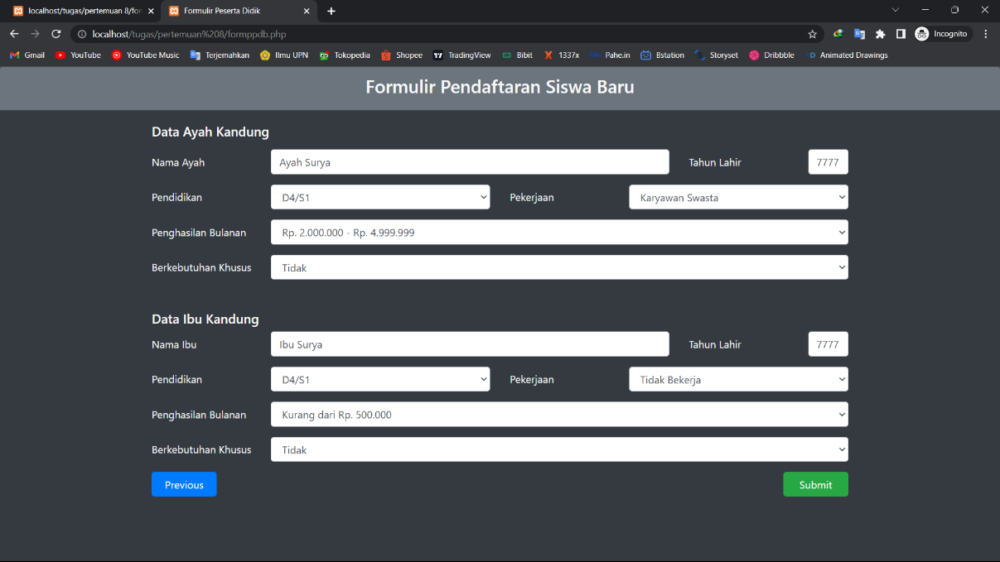 localhost/tugas/pertemuan 8/for
Formulir Peserta Didik
localhost/tugas/pertemuan%208/formppdb.php
Incognito
Gmail YouTube YouTube Music Terjemahkan Ilmu UPN Tokopedia Shopee TradingView Bibit 1337x Pahe.in Bstation Storyset Dribbble Animated Drawings
Formulir Pendaftaran Siswa Baru
Data Ayah Kandung
Nama Ayah Ayah Surya Tahun Lahir 7777
Pendidikan D4/S1 Pekerjaan Karyawan Swasta
Penghasilan Bulanan Rp. 2.000.000 - Rp. 4.999.999
Berkebutuhan Khusus Tidak
Data Ibu Kandung
Nama Ibu Ibu Surya Tahun Lahir 7777
Pendidikan D4/S1 Pekerjaan Tidak Bekerja
Penghasilan Bulanan Kurang dari Rp. 500.000
Berkebutuhan Khusus Tidak
Previous Submit